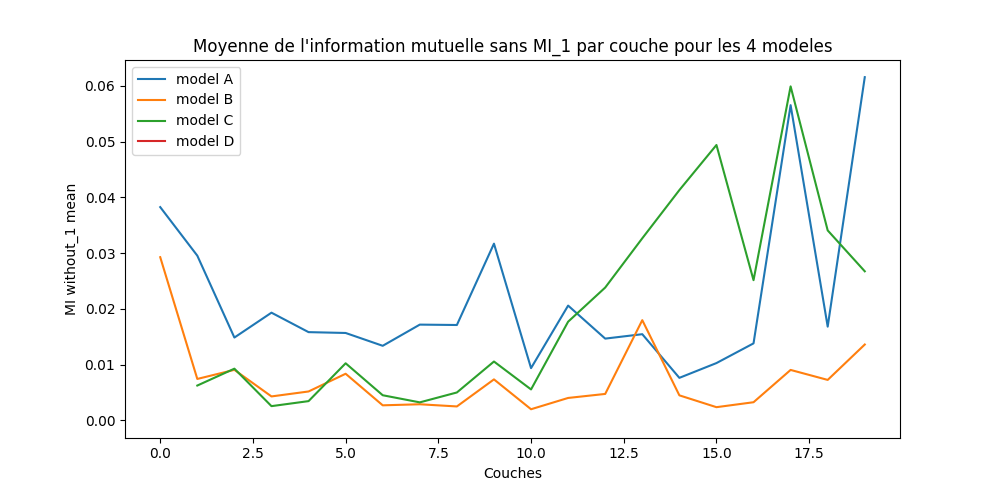 Moyenne de l'information mutuelle sans MI_1 par couche pour les 4 modeles
model A
model B
model C
model D
MI without_1 mean
0.06
0.05
0.04
0.03
0.02
0.01
0.00
0.0 2.5 5.0 7.5 10.0 12.5 15.0 17.5
Couches